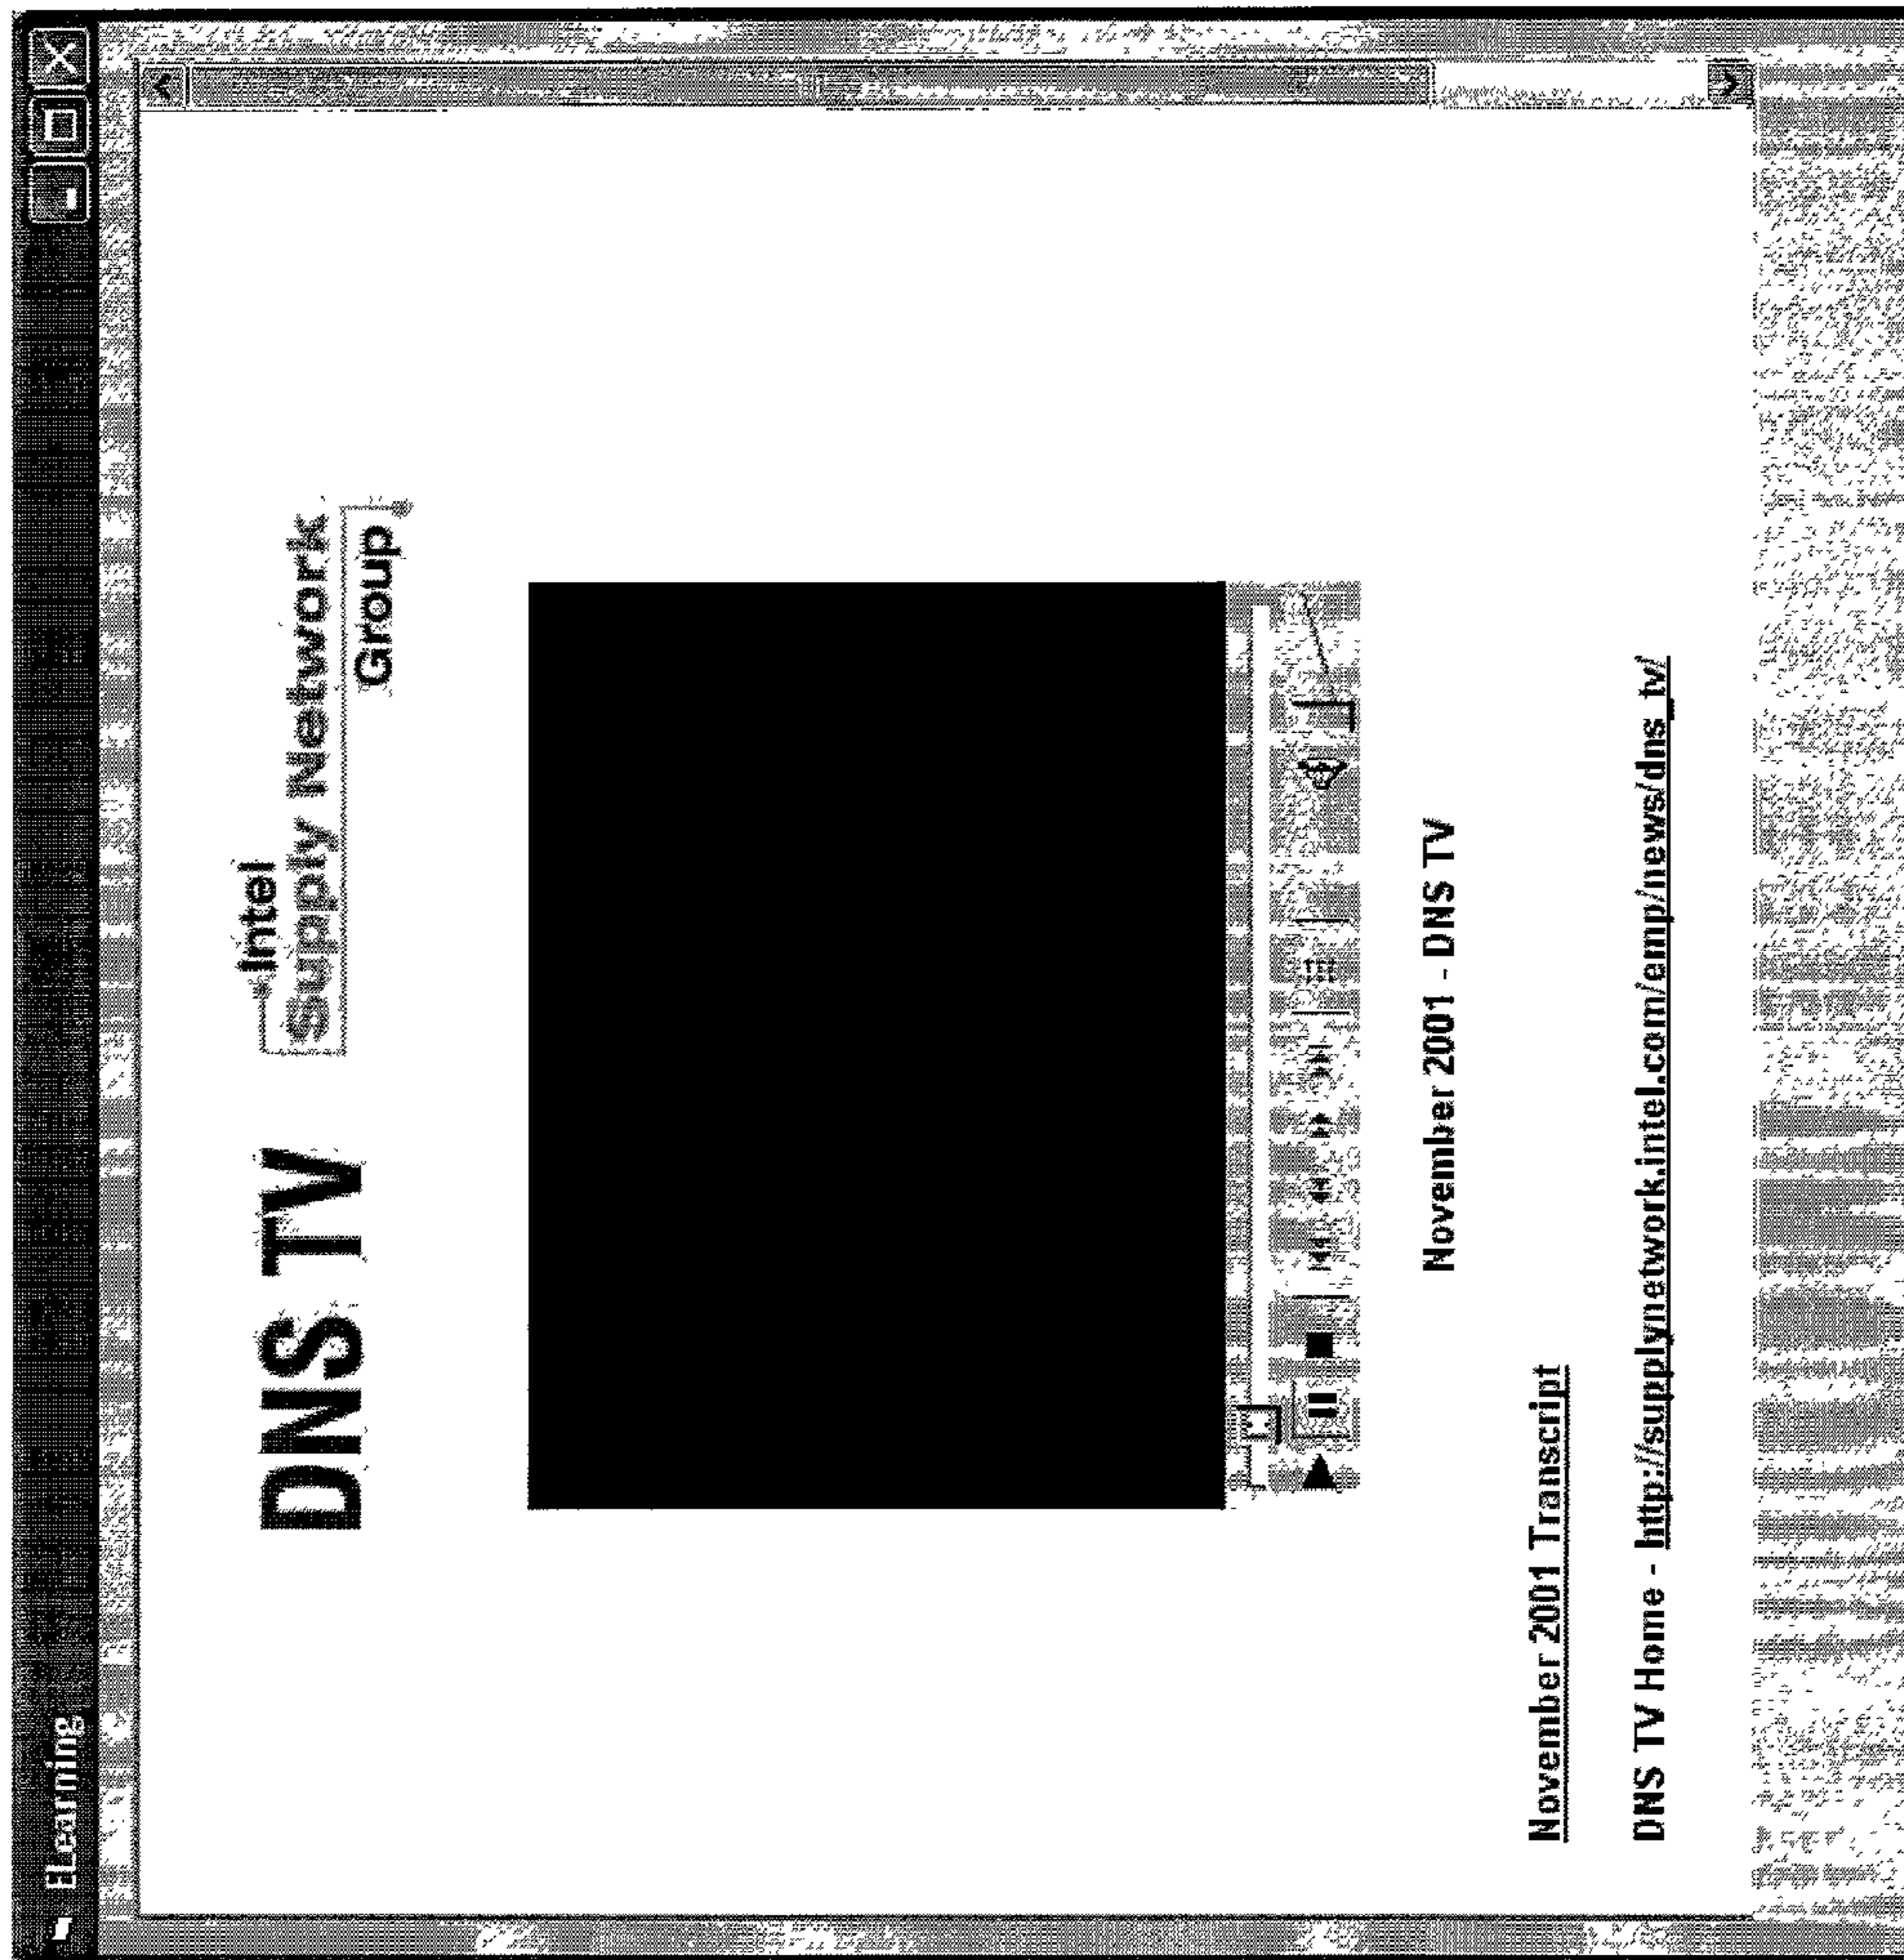 ELearning
DNS TV
Intel
Supply Network
Group
November 2001 - DNS TV
November 2001 Transcript
DNS TV Home - http://supplynetwork.intel.com/emp/news/dns_tv/